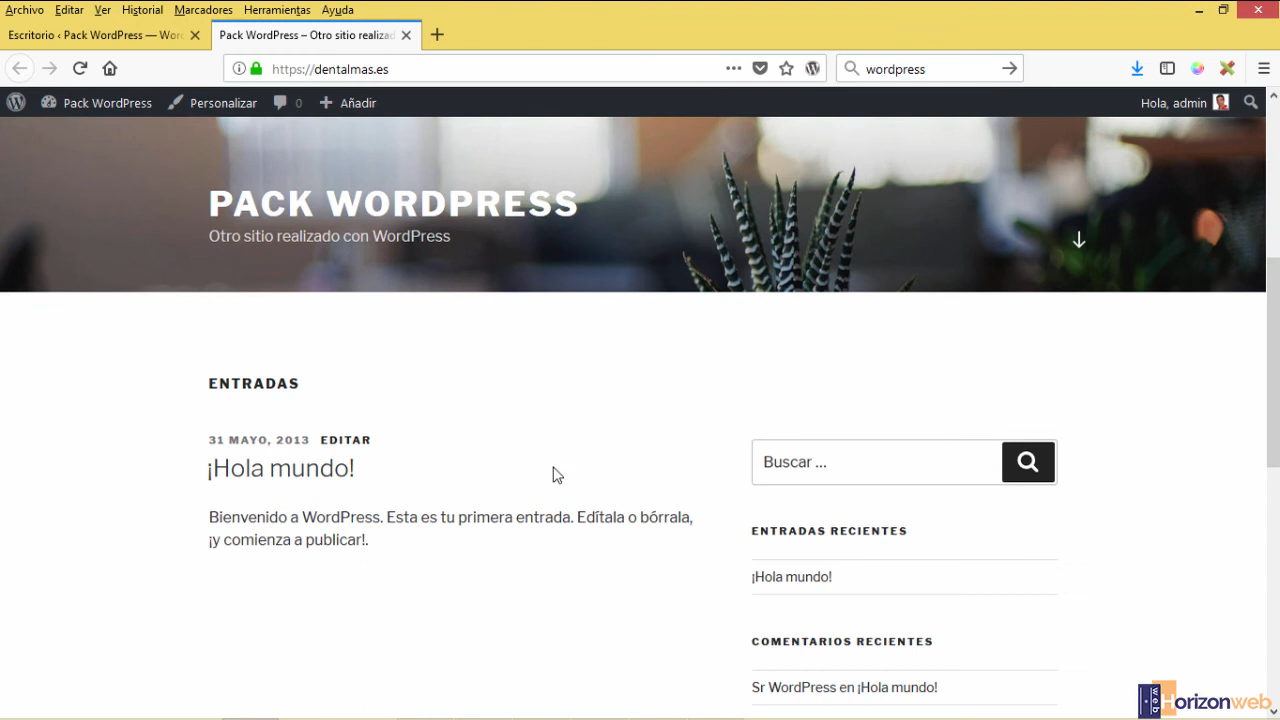 Archivo Editar Ver Historial Marcadores Herramientas Ayuda
Escritorio ‹ Pack WordPress — Wor
Pack WordPress – Otro sitio realizad
https://dentalmas.es
wordpress
Pack WordPress
Personalizar
0
Añadir
Hola, admin
PACK WORDPRESS
Otro sitio realizado con WordPress
ENTRADAS
31 MAYO, 2013 EDITAR
¡Hola mundo!
Bienvenido a WordPress. Esta es tu primera entrada. Edítala o bórrala,
¡y comienza a publicar!.
Buscar ...
ENTRADAS RECIENTES
¡Hola mundo!
COMENTARIOS RECIENTES
Sr WordPress en ¡Hola mundo!
web
Horizonweb